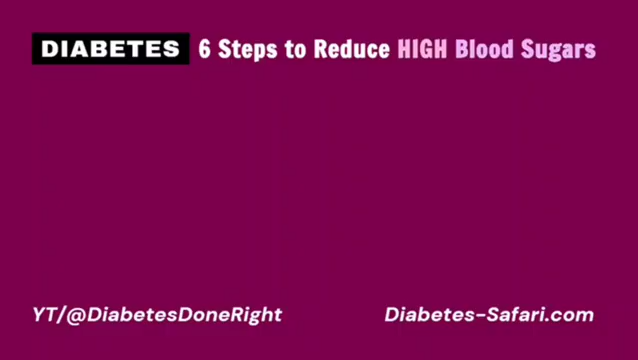 DIABETES 6 Steps to Reduce HIGH Blood Sugars
YT/@DiabetesDoneRight Diabetes-Safari.com